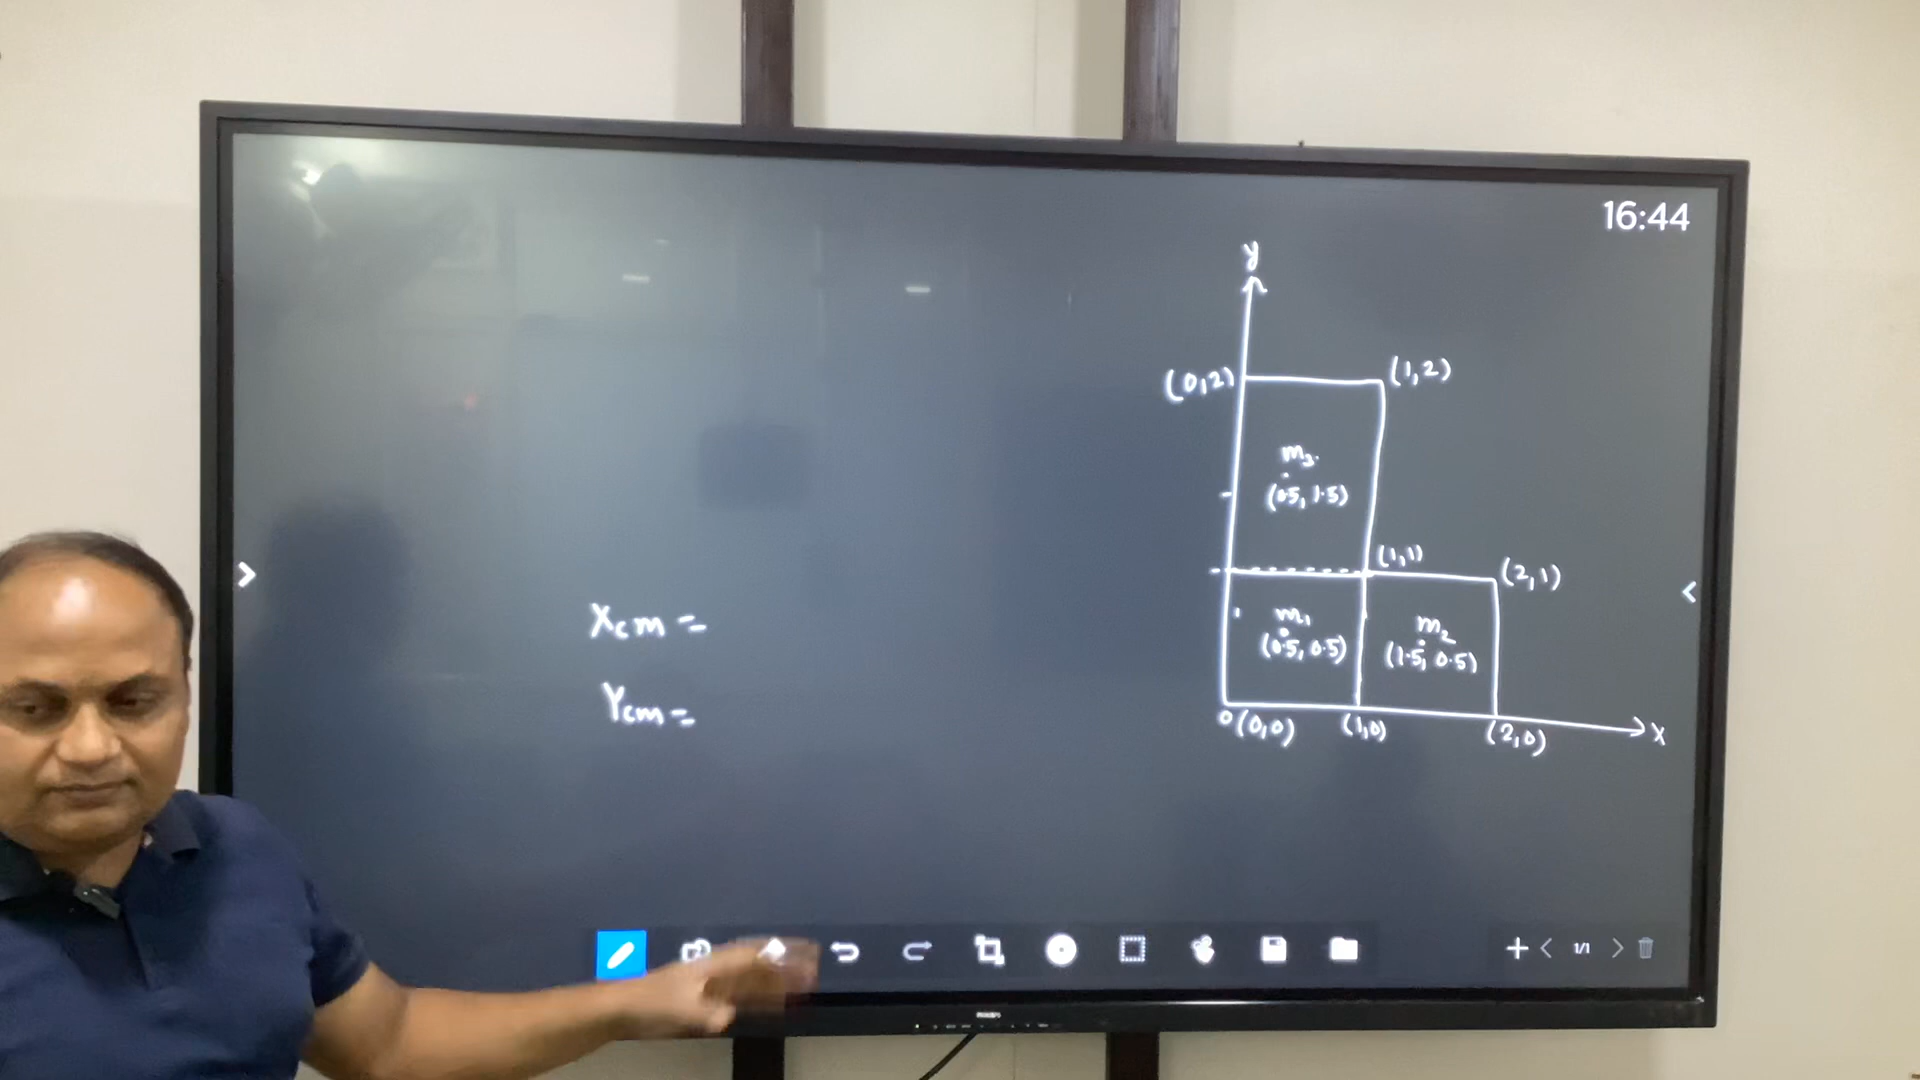 16:44
y
(0,2)
(1,2)
m₃.
(0.5, 1.5)
(1,1)
(2,1)
Xcm =
m₁
(0.5, 0.5)
m₂
(1.5, 0.5)
Ycm =
0 (0,0)
(1,0)
(2,0)
X
1/1
PHILIPS